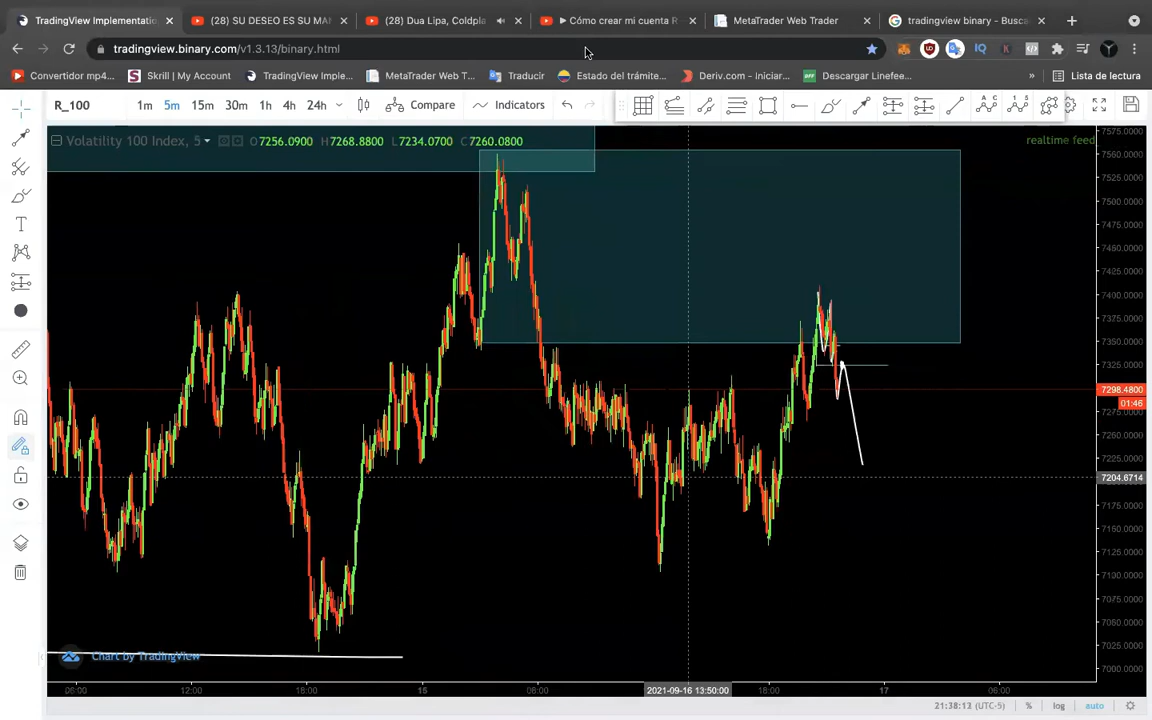 TradingView Implementatio
(28) SU DESEO ES SU MAN
(28) Dua Lipa, Coldpla
Cómo crear mi cuenta R
MetaTrader Web Trader
tradingview binary - Busca
tradingview.binary.com/v1.3.13/binary.html
Convertidor mp4...
Skrill | My Account
TradingView Imple...
MetaTrader Web T...
Traducir
Estado del trámite...
Deriv.com - Iniciar...
Descargar Linefee...
»
Lista de lectura
R_100
1m 5m 15m 30m 1h 4h 24h
Compare
Indicators
Volatility 100 Index, 5
O7256.0900 H7268.8800 L7234.0700 C7260.0800
realtime feed
7575.0000
7560.0000
7525.0000
7500.0000
7475.0000
7450.0000
7425.0000
7400.0000
7375.0000
7350.0000
7325.0000
7298.4800
01:46
7275.0000
7260.0000
7225.0000
7204.6714
7175.0000
7150.0000
7125.0000
7100.0000
7075.0000
7050.0000
7025.0000
7000.0000
Chart by TradingView
06:00 12:00 18:00 15 06:00 2021-09-16 13:50:00 18:00 17 06:00
21:38:12 (UTC-5) % log auto